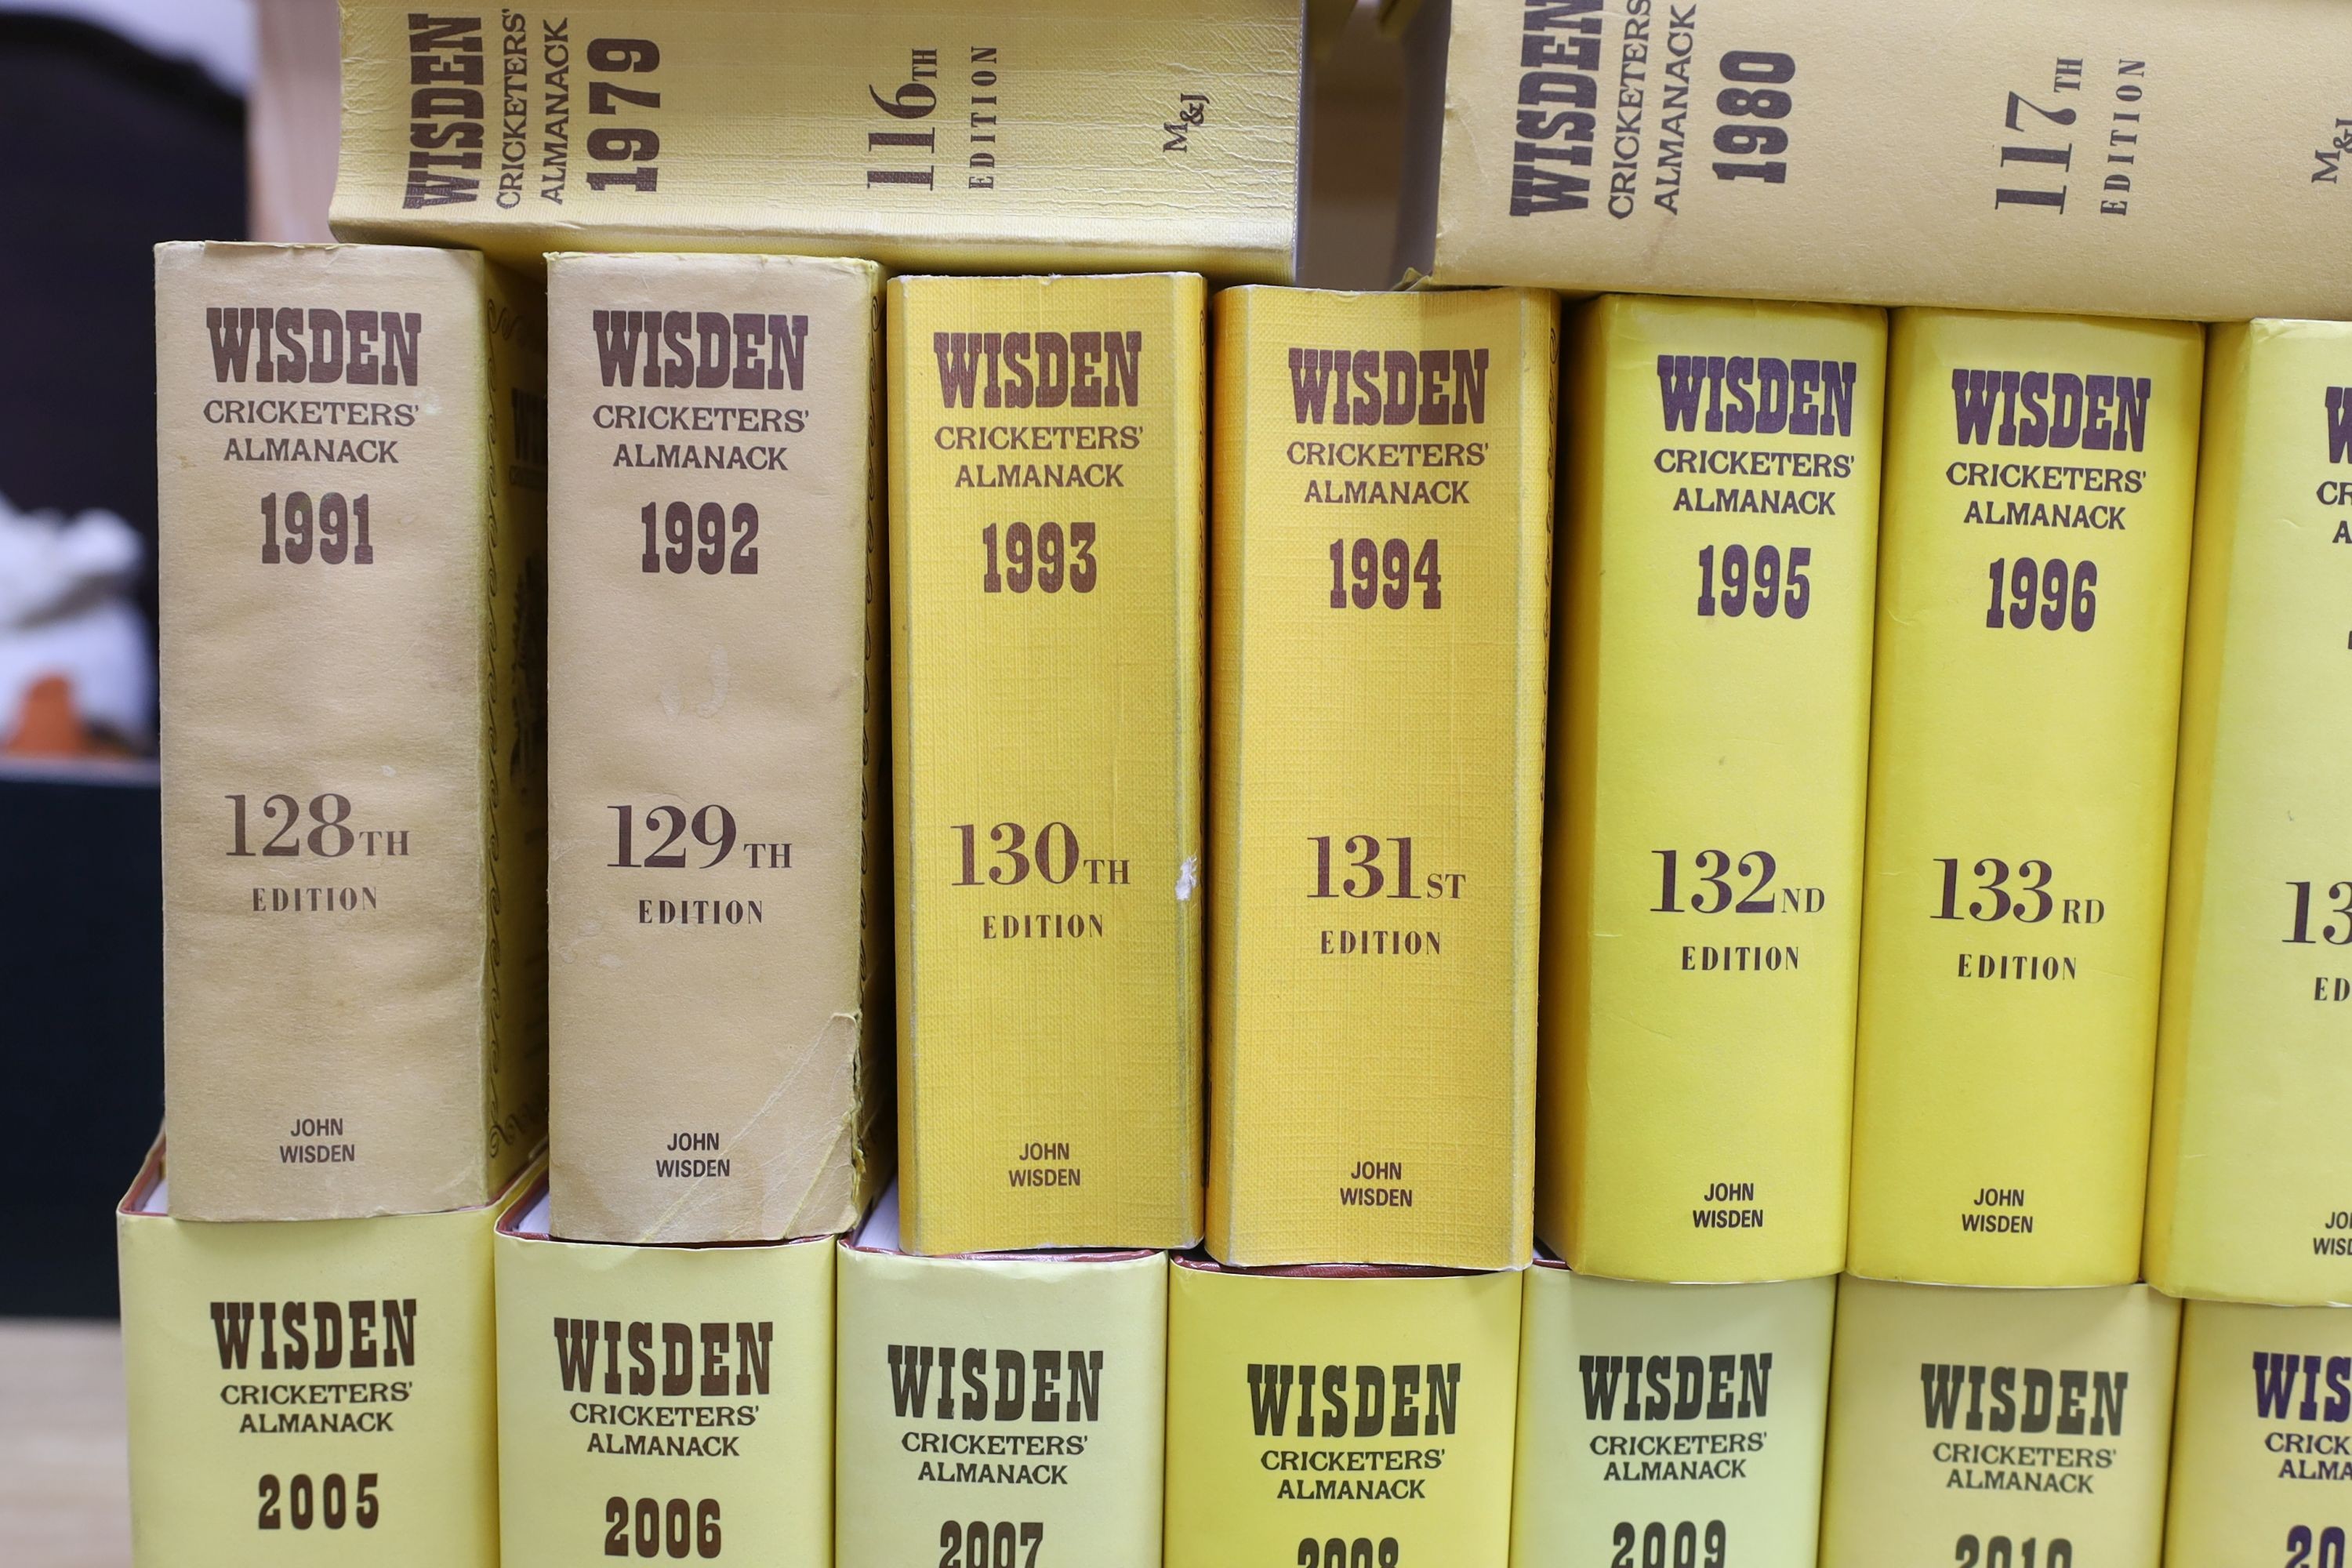 WISDEN
CRICKETERS'
ALMANACK
1979
116TH
EDITION
M&J
WISDEN
CRICKETERS
ALMANACK
1980
117TH
EDITION
WISDEN
CRICKETERS'
ALMANACK
1991
128TH
EDITION
JOHN
WISDEN
WISDEN
CRICKETERS'
ALMANACK
1992
129TH
EDITION
JOHN
WISDEN
WISDEN
CRICKETERS'
ALMANACK
1993
130TH
EDITION
JOHN
WISDEN
WISDEN
CRICKETERS'
ALMANACK
1994
131ST
EDITION
JOHN
WISDEN
WISDEN
CRICKETERS'
ALMANACK
1995
132ND
EDITION
JOHN
WISDEN
WISDEN
CRICKETERS'
ALMANACK
1996
133RD
EDITION
JOHN
WISDEN
WISDEN
CRICKETERS'
ALMANACK
2005
WISDEN
CRICKETERS'
ALMANACK
2006
WISDEN
CRICKETERS'
ALMANACK
2007
WISDEN
CRICKETERS'
ALMANACK
2008
WISDEN
CRICKETERS'
ALMANACK
2009
WISDEN
CRICKETERS'
ALMANACK
2010